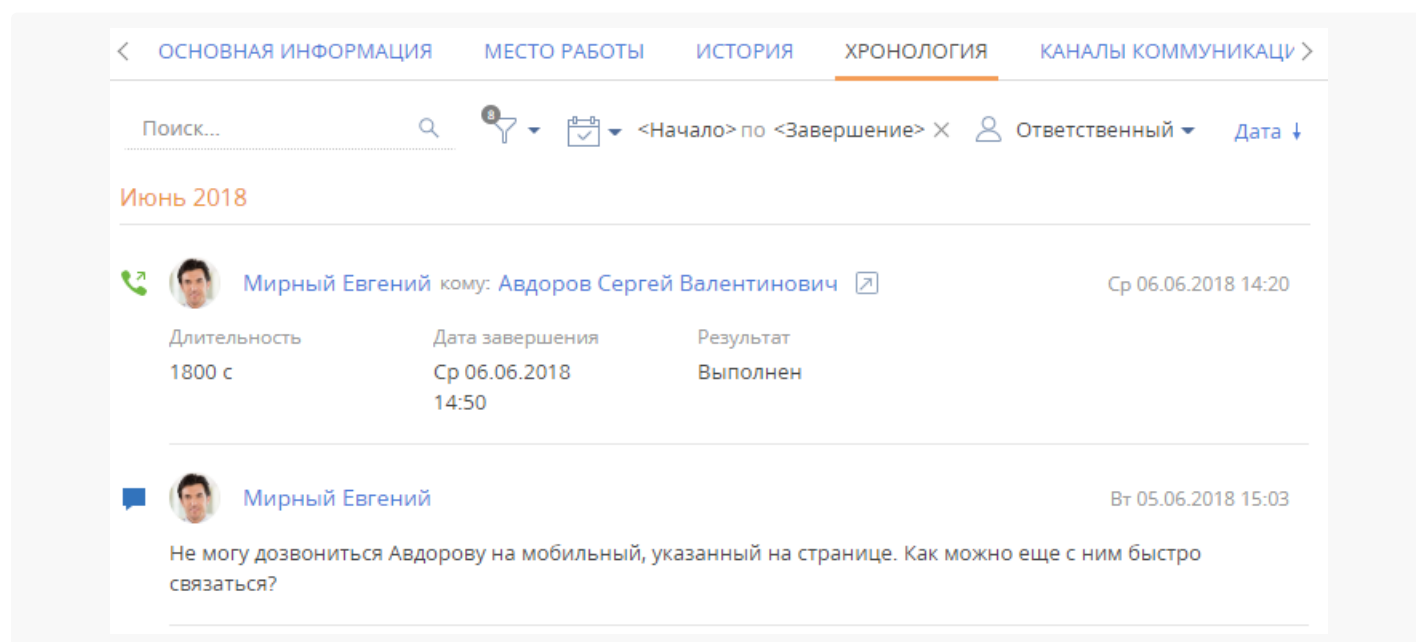 ОСНОВНАЯ ИНФОРМАЦИЯ МЕСТО РАБОТЫ ИСТОРИЯ ХРОНОЛОГИЯ КАНАЛЫ КОММУНИКАЦИ
Поиск... 8 <Начало> по <Завершение> Ответственный Дата
Июнь 2018
Мирный Евгений кому: Авдоров Сергей Валентинович Ср 06.06.2018 14:20
Длительность Дата завершения Результат
1800 с Ср 06.06.2018 Выполнен
14:50
Мирный Евгений Вт 05.06.2018 15:03
Не могу дозвониться Авдорову на мобильный, указанный на странице. Как можно еще с ним быстро
связаться?